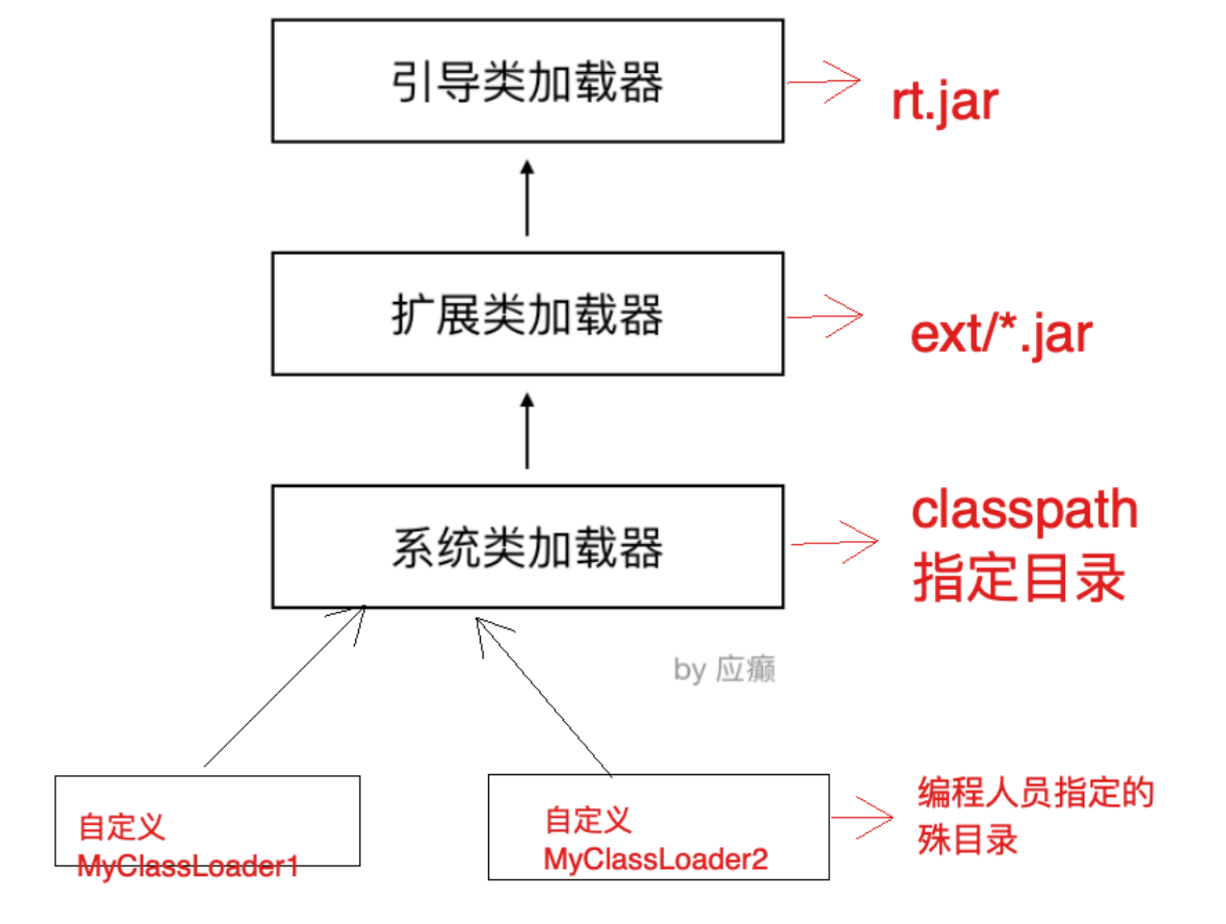 引导类加载器
rt.jar
扩展类加载器
ext/*.jar
系统类加载器
classpath
指定目录
by 应癫
自定义
MyClassLoader1
自定义
MyClassLoader2
编程人员指定的
殊目录